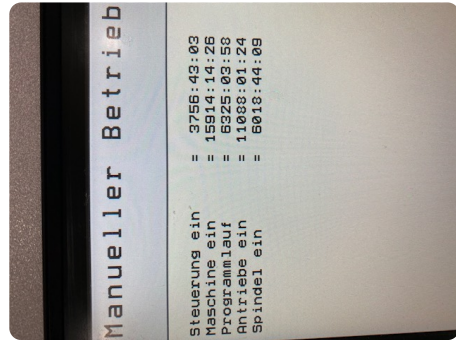 Manueller Betrieb
Steuerung ein = 3756:43:03
Maschine ein = 15914:14:26
Programmlauf = 6325:03:58
Antriebe ein = 11088:01:24
Spindel ein = 6018:44:09